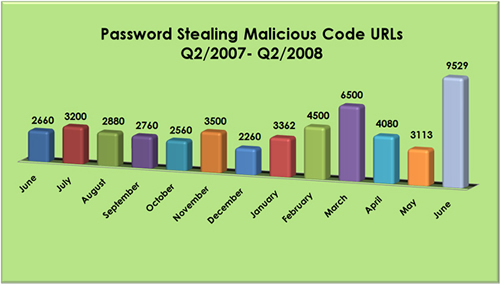 Password Stealing Malicious Code URLs
Q2/2007- Q2/2008
2660 3200 2880 2760 2560 3500 2260 3362 4500 6500 4080 3113 9529
June July August September October November December January February March April May June